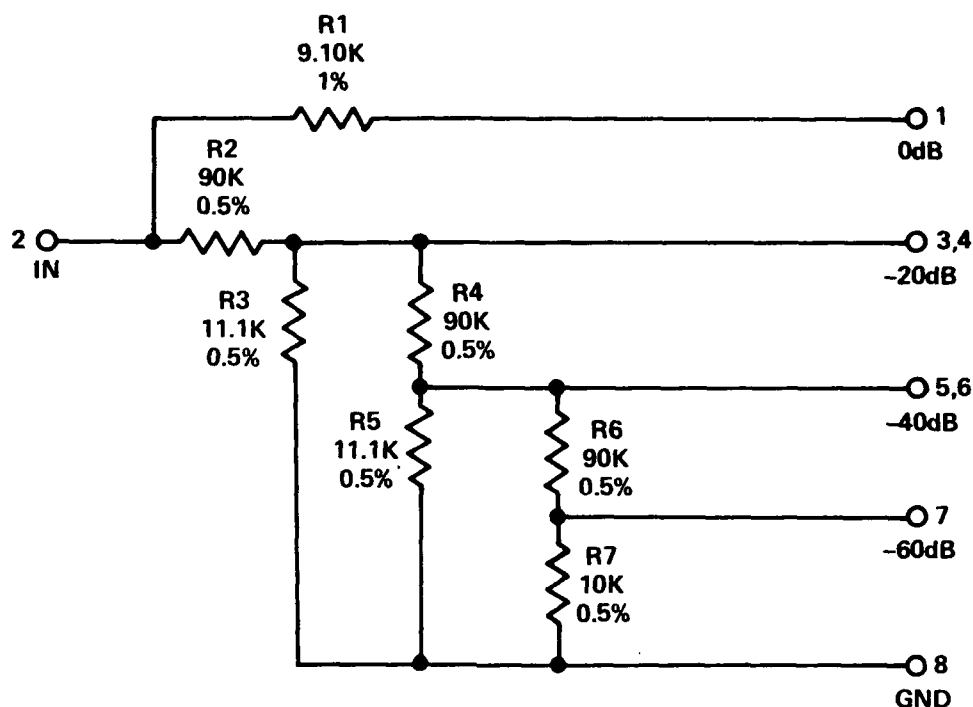 R1
9.10K
1%
1
0dB
R2
90K
0.5%
2
IN
3,4
–20dB
R3
11.1K
0.5%
R4
90K
0.5%
5,6
–40dB
R5
11.1K
0.5%
R6
90K
0.5%
7
–60dB
R7
10K
0.5%
8
GND